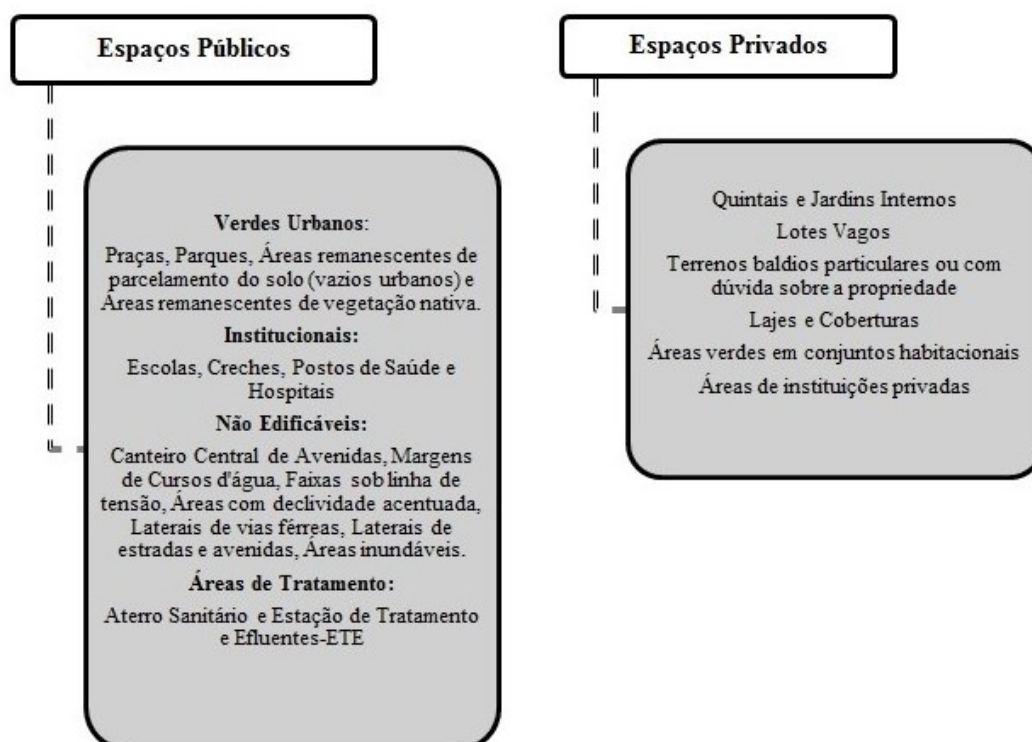 Espaços Públicos
Verdes Urbanos:
Praças, Parques, Áreas remanescentes de
parcelamento do solo (vazios urbanos) e
Áreas remanescentes de vegetação nativa.
Institucionais:
Escolas, Creches, Postos de Saúde e
Hospitais
Não Edificáveis:
Canteiro Central de Avenidas, Margens
de Cursos d'água, Faixas sob linha de
tensão, Áreas com declividade acentuada,
Laterais de vias férreas, Laterais de
estradas e avenidas, Áreas inundáveis.
Áreas de Tratamento:
Aterro Sanitário e Estação de Tratamento
e Efluentes-ETE
Espaços Privados
Quintais e Jardins Internos
Lotes Vagos
Terrenos baldios particulares ou com
dúvida sobre a propriedade
Lajes e Coberturas
Áreas verdes em conjuntos habitacionais
Áreas de instituições privadas